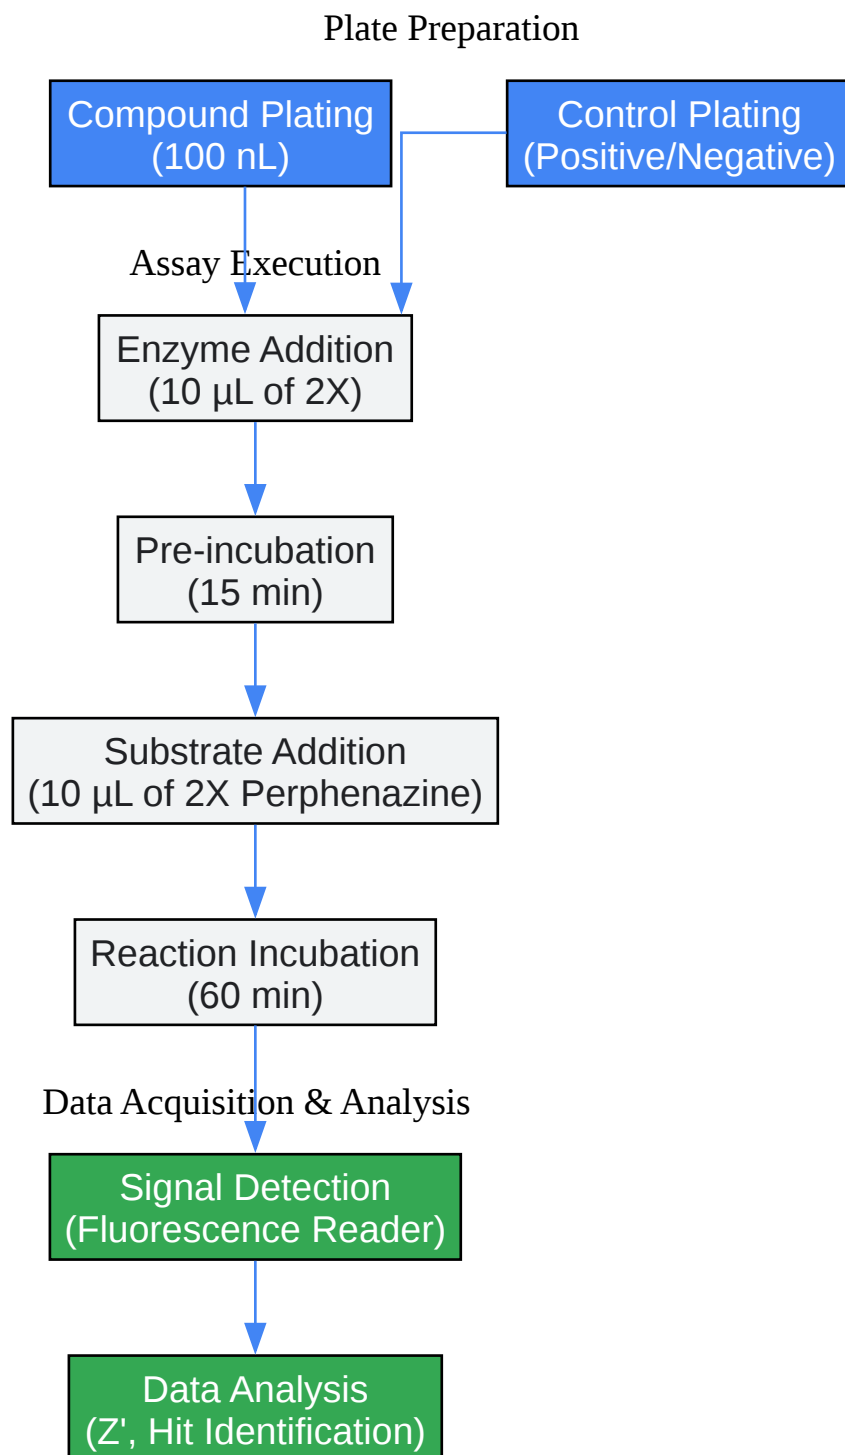 Plate Preparation
Compound Plating
(100 nL)
Control Plating
(Positive/Negative)
Assay Execution
Enzyme Addition
(10 µL of 2X)
Pre-incubation
(15 min)
Substrate Addition
(10 µL of 2X Perphenazine)
Reaction Incubation
(60 min)
Data Acquisition & Analysis
Signal Detection
(Fluorescence Reader)
Data Analysis
(Z', Hit Identification)